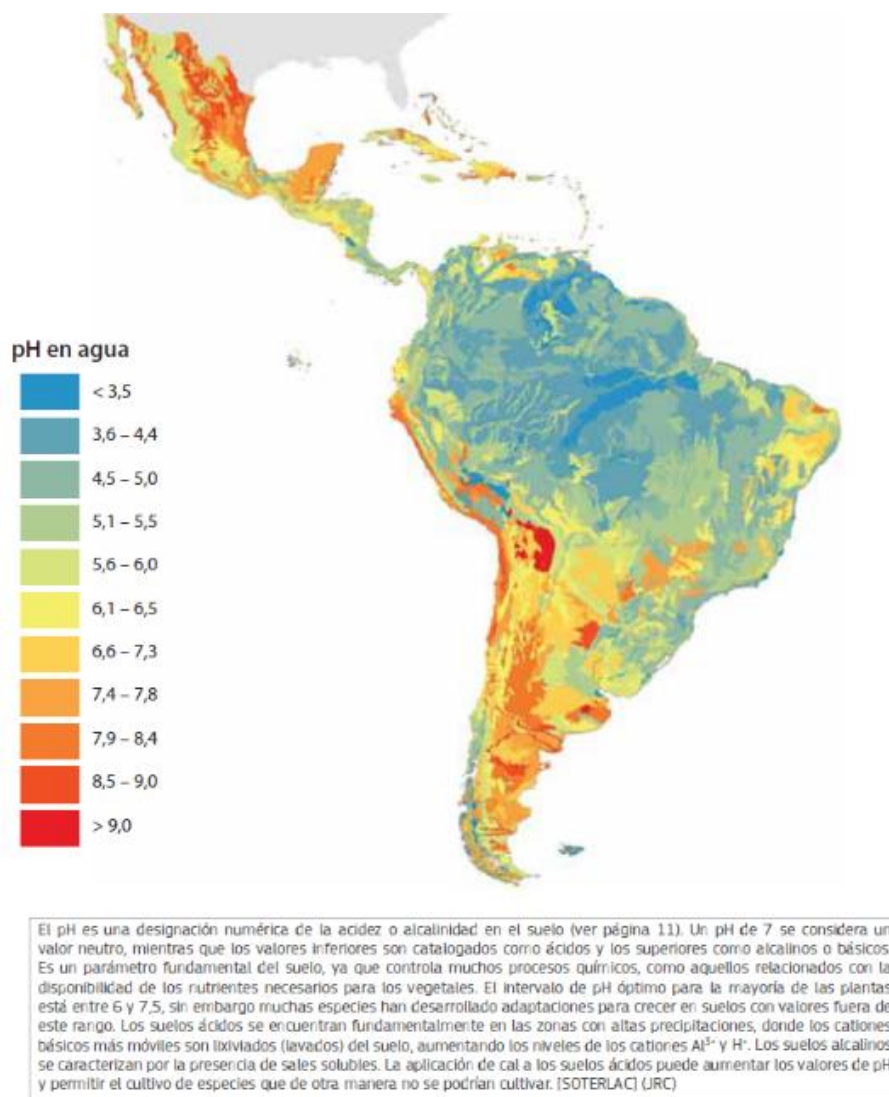 pH en agua
< 3,5
3,6 – 4,4
4,5 – 5,0
5,1 – 5,5
5,6 – 6,0
6,1 – 6,5
6,6 – 7,3
7,4 – 7,8
7,9 – 8,4
8,5 – 9,0
> 9,0
El pH es una designación numérica de la acidez o alcalinidad en el suelo (ver página 11). Un pH de 7 se considera un
valor neutro, mientras que los valores inferiores son catalogados como ácidos y los superiores como alcalinos o básicos
Es un parámetro fundamental del suelo, ya que controla muchos procesos químicos, como aquellos relacionados con la
disponibilidad de los nutrientes necesarios para los vegetales. El intervalo de pH óptimo para la mayoría de las plantas
está entre 6 y 7,5, sin embargo muchas especies han desarrollado adaptaciones para crecer en suelos con valores fuera de
este rango. Los suelos ácidos se encuentran fundamentalmente en las zonas con altas precipitaciones, donde los cationes
básicos más móviles son lixiviados (lavados) del suelo, aumentando los niveles de los cationes Al³⁺ y H⁺. Los suelos alcalinos
se caracterizan por la presencia de sales solubles. La aplicación de cal a los suelos ácidos puede aumentar los valores de pH
y permitir el cultivo de especies que de otra manera no se podrían cultivar. [SOTERLAC] (JRC)